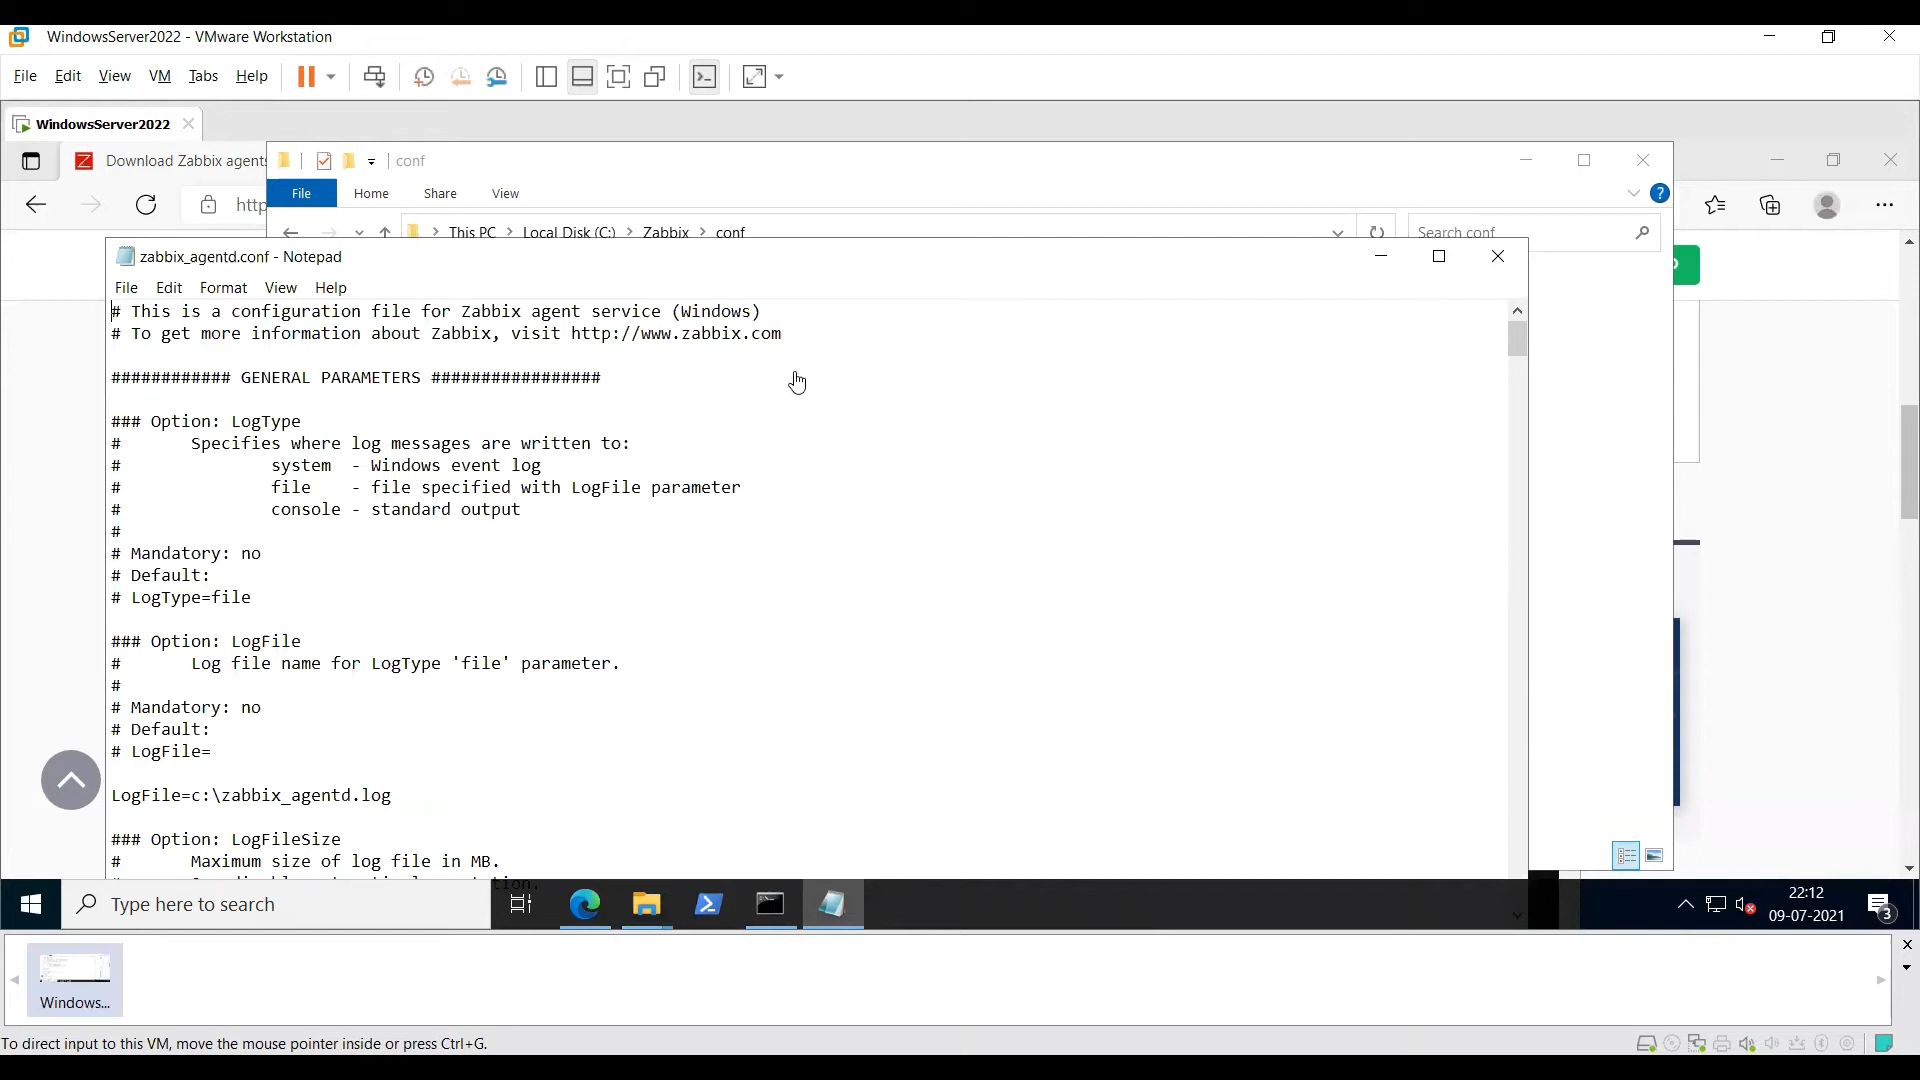 WindowsServer2022 - VMware Workstation
File Edit View VM Tabs Help
WindowsServer2022
Download Zabbix agents
conf
http
File Home Share View
This PC > Local Disk (C:) > Zabbix > conf
Search conf
zabbix_agentd.conf - Notepad
File Edit Format View Help
# This is a configuration file for Zabbix agent service (Windows)
# To get more information about Zabbix, visit http://www.zabbix.com
############ GENERAL PARAMETERS #################
### Option: LogType
#       Specifies where log messages are written to:
#               system  - Windows event log
#               file    - file specified with LogFile parameter
#               console - standard output
#
# Mandatory: no
# Default:
# LogType=file
### Option: LogFile
#       Log file name for LogType 'file' parameter.
#
# Mandatory: no
# Default:
# LogFile=
LogFile=c:\zabbix_agentd.log
### Option: LogFileSize
#       Maximum size of log file in MB.
Type here to search
22:12
09-07-2021
3
Windows...
To direct input to this VM, move the mouse pointer inside or press Ctrl+G.